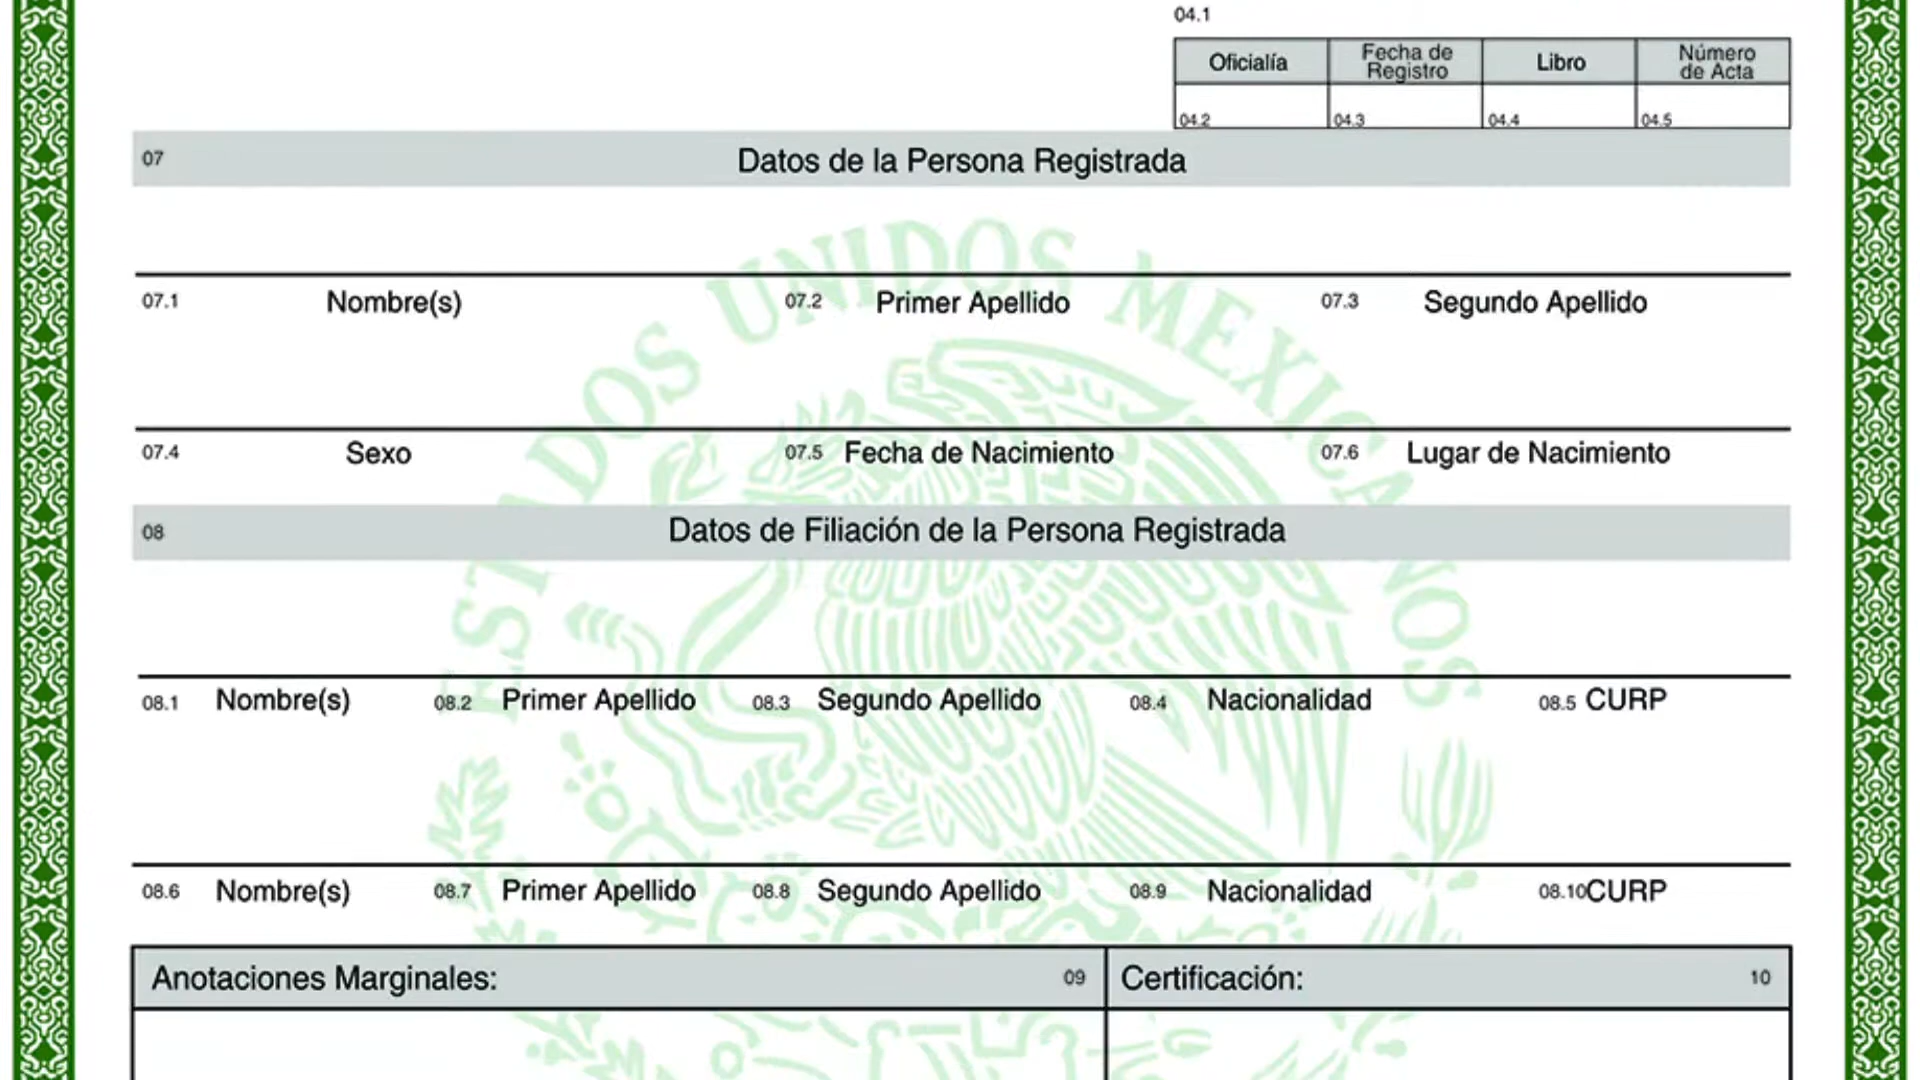 04.1
Oficialía Fecha de Registro Libro Número de Acta
04.2 04.3 04.4 04.5
07 Datos de la Persona Registrada
ESTADOS UNIDOS MEXICANOS
07.1 Nombre(s) 07.2 Primer Apellido 07.3 Segundo Apellido
07.4 Sexo 07.5 Fecha de Nacimiento 07.6 Lugar de Nacimiento
08 Datos de Filiación de la Persona Registrada
08.1 Nombre(s) 08.2 Primer Apellido 08.3 Segundo Apellido 08.4 Nacionalidad 08.5 CURP
08.6 Nombre(s) 08.7 Primer Apellido 08.8 Segundo Apellido 08.9 Nacionalidad 08.10 CURP
Anotaciones Marginales: 09 Certificación: 10